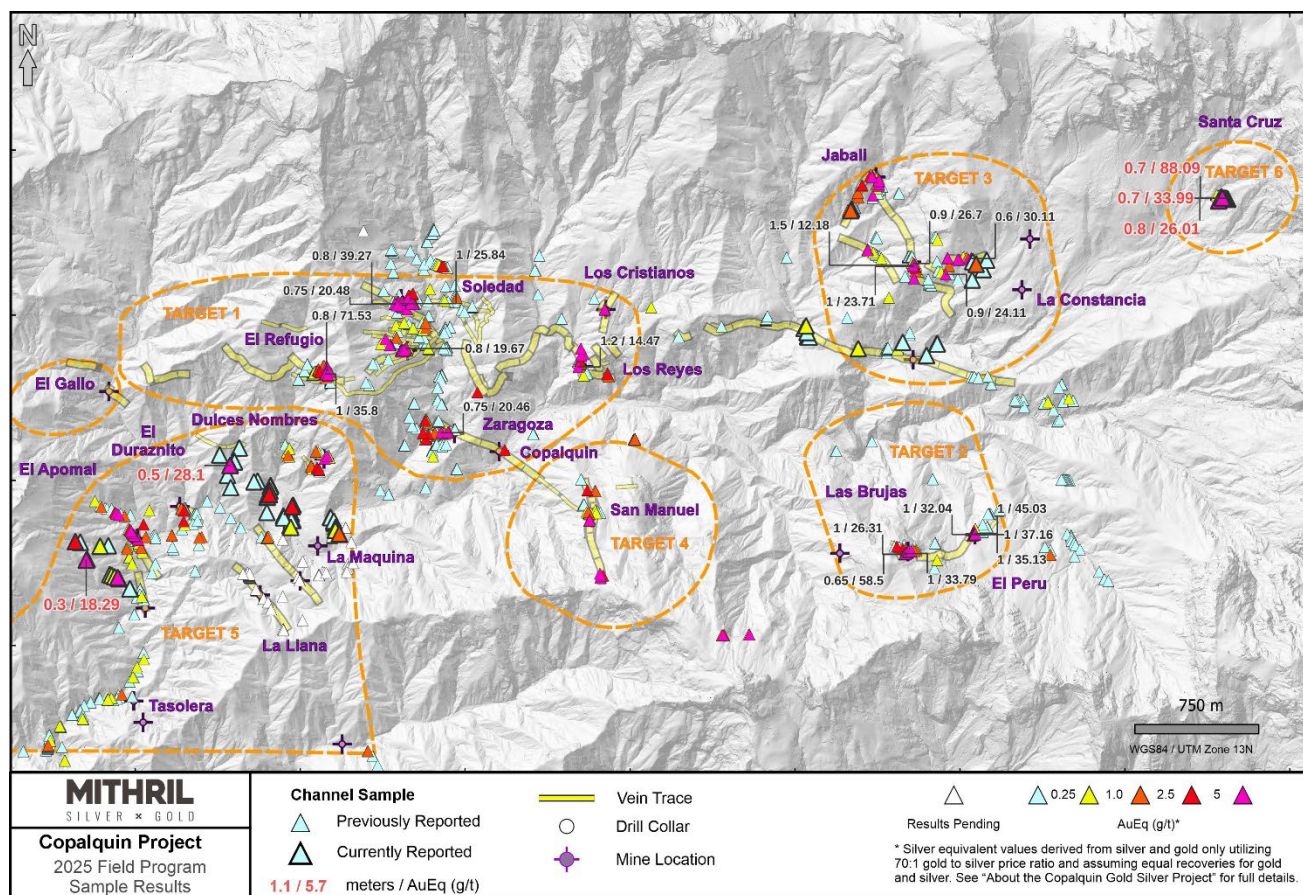 N
Santa Cruz
TARGET 6
0.7 / 88.09
0.7 / 33.99
0.8 / 26.01
Jabali
TARGET 3
0.9 / 26.7
0.6 / 30.11
1.5 / 12.18
1 / 23.71
0.9 / 24.11
La Constancia
0.8 / 39.27
1 / 25.84
0.75 / 20.48
Soledad
Los Cristianos
TARGET 1
0.8 / 71.53
El Refugio
0.8 / 19.67
1.2 / 14.47
Los Reyes
1 / 35.8
El Gallo
Dulces Nombres
0.75 / 20.46
Zaragoza
Copalquin
El
Duraznito
El Apomal
0.5 / 28.1
La Maquina
San Manuel
TARGET 4
TARGET 2
Las Brujas
1 / 32.04
1 / 45.03
1 / 26.31
1 / 37.16
1 / 35.13
0.65 / 58.5
1 / 33.79
El Peru
0.3 / 18.29
TARGET 5
La Llana
Tasolera
750 m
WGS84 / UTM Zone 13N
MITHRIL
SILVER × GOLD
Copalquin Project
2025 Field Program
Sample Results
Channel Sample
Previously Reported
Currently Reported
1.1 / 5.7 meters / AuEq (g/t)
Vein Trace
Drill Collar
Mine Location
0.25 1.0 2.5 5
Results Pending AuEq (g/t)*
* Silver equivalent values derived from silver and gold only utilizing
70:1 gold to silver price ratio and assuming equal recoveries for gold
and silver. See “About the Copalquin Gold Silver Project” for full details.